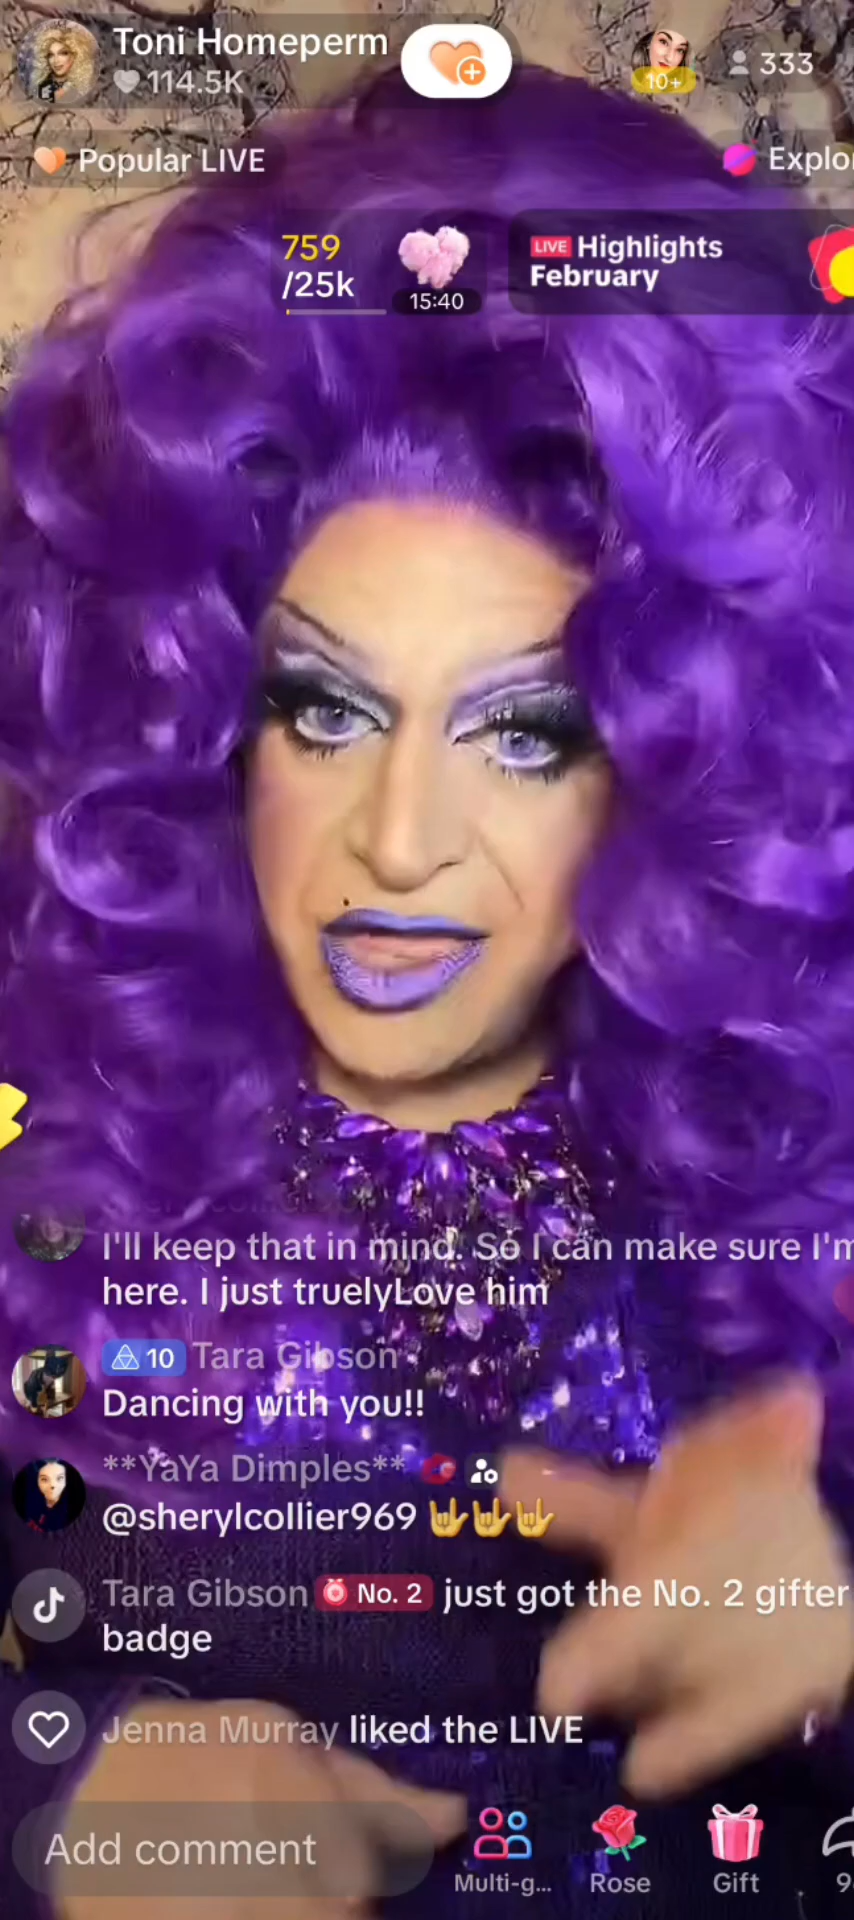 Toni Homeperm
114.5K
10+
333
Popular LIVE
Explo
759
/25k
15:40
LIVE Highlights
February
I'll keep that in mind. So I can make sure I'm
here. I just truelyLove him
10 Tara Gibson
Dancing with you!!
**YaYa Dimples**
@sherylcollier969 🤟🤟🤟
Tara Gibson No. 2 just got the No. 2 gifter
badge
Jenna Murray liked the LIVE
Add comment
Multi-g...
Rose
Gift
9